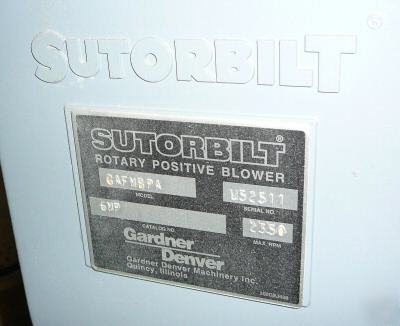 SUTORBILT
SUTORBILT®
ROTARY POSITIVE BLOWER
GAFMBPA
MODEL
SERIAL NO.
6MP
2350
CATALOG NO.
MAX. RPM
Gardner
Denver
Gardner Denver Machinery Inc.
Quincy, Illinois